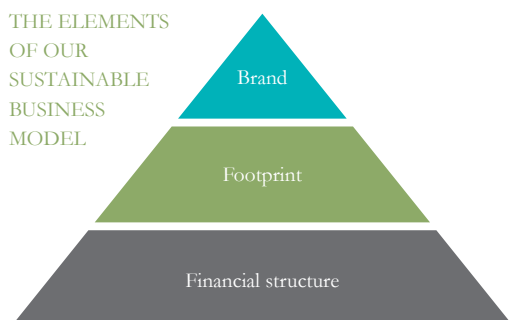 THE ELEMENTS
OF OUR
SUSTAINABLE
BUSINESS
MODEL
Brand
Footprint
Financial structure